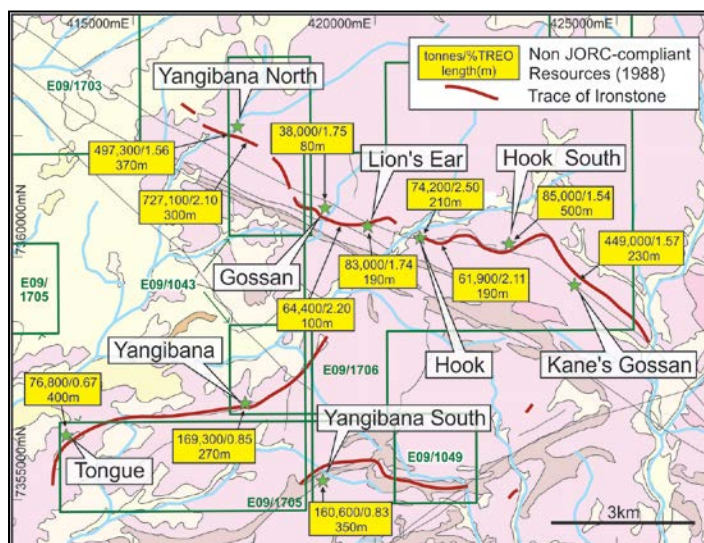 415000mE
420000mE
425000mE
tonnes/%TREO
length(m)
Non JORC-compliant
Resources (1988)
Trace of Ironstone
Yangibana North
E09/1703
38,000/1.75
80m
497,300/1.56
370m
Lion's Ear
Hook South
74,200/2.50
210m
727,100/2.10
300m
85,000/1.54
500m
7360000mN
449,000/1.57
230m
Gossan
83,000/1.74
190m
61,900/2.11
190m
E09/
1705
E09/1043
64,400/2.20
100m
Yangibana
Hook
Kane's Gossan
E09/1706
76,800/0.67
400m
Yangibana South
Tongue
169,300/0.85
270m
E09/1049
7355000mN
E09/1705
160,600/0.83
350m
3km